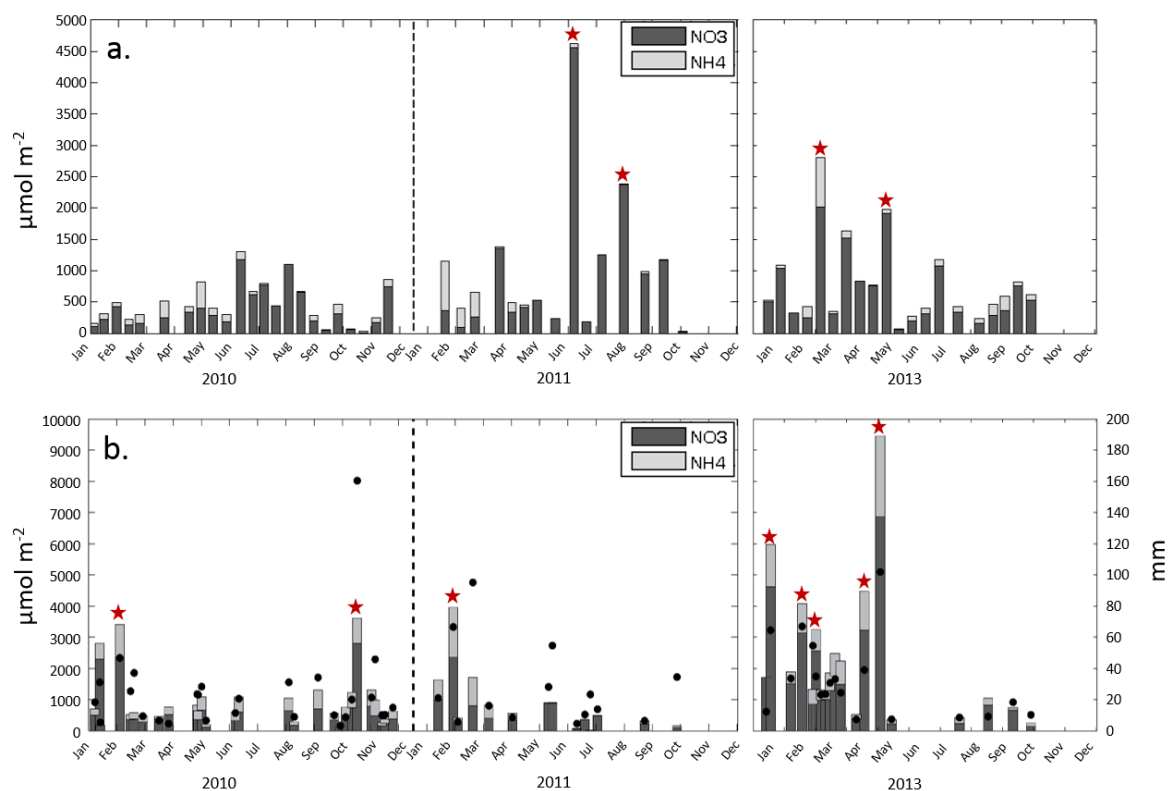 a.
5000
4500
4000
3500
3000
2500
2000
1500
1000
500
0
µmol m-2
NO3
NH4
Jan Feb Mar Apr May Jun Jul Aug Sep Oct Nov Dec Jan Feb Mar Apr May Jun Jul Aug Sep Oct Nov Dec Jan Feb Mar Apr May Jun Jul Aug Sep Oct Nov Dec
2010 2011 2013
b.
10000
9000
8000
7000
6000
5000
4000
3000
2000
1000
0
µmol m-2
NO3
NH4
200
180
160
140
120
100
80
60
40
20
0
mm
Jan Feb Mar Apr May Jun Jul Aug Sep Oct Nov Dec Jan Feb Mar Apr May Jun Jul Aug Sep Oct Nov Dec Jan Feb Mar Apr May Jun Jul Aug Sep Oct Nov Dec
2010 2011 2013